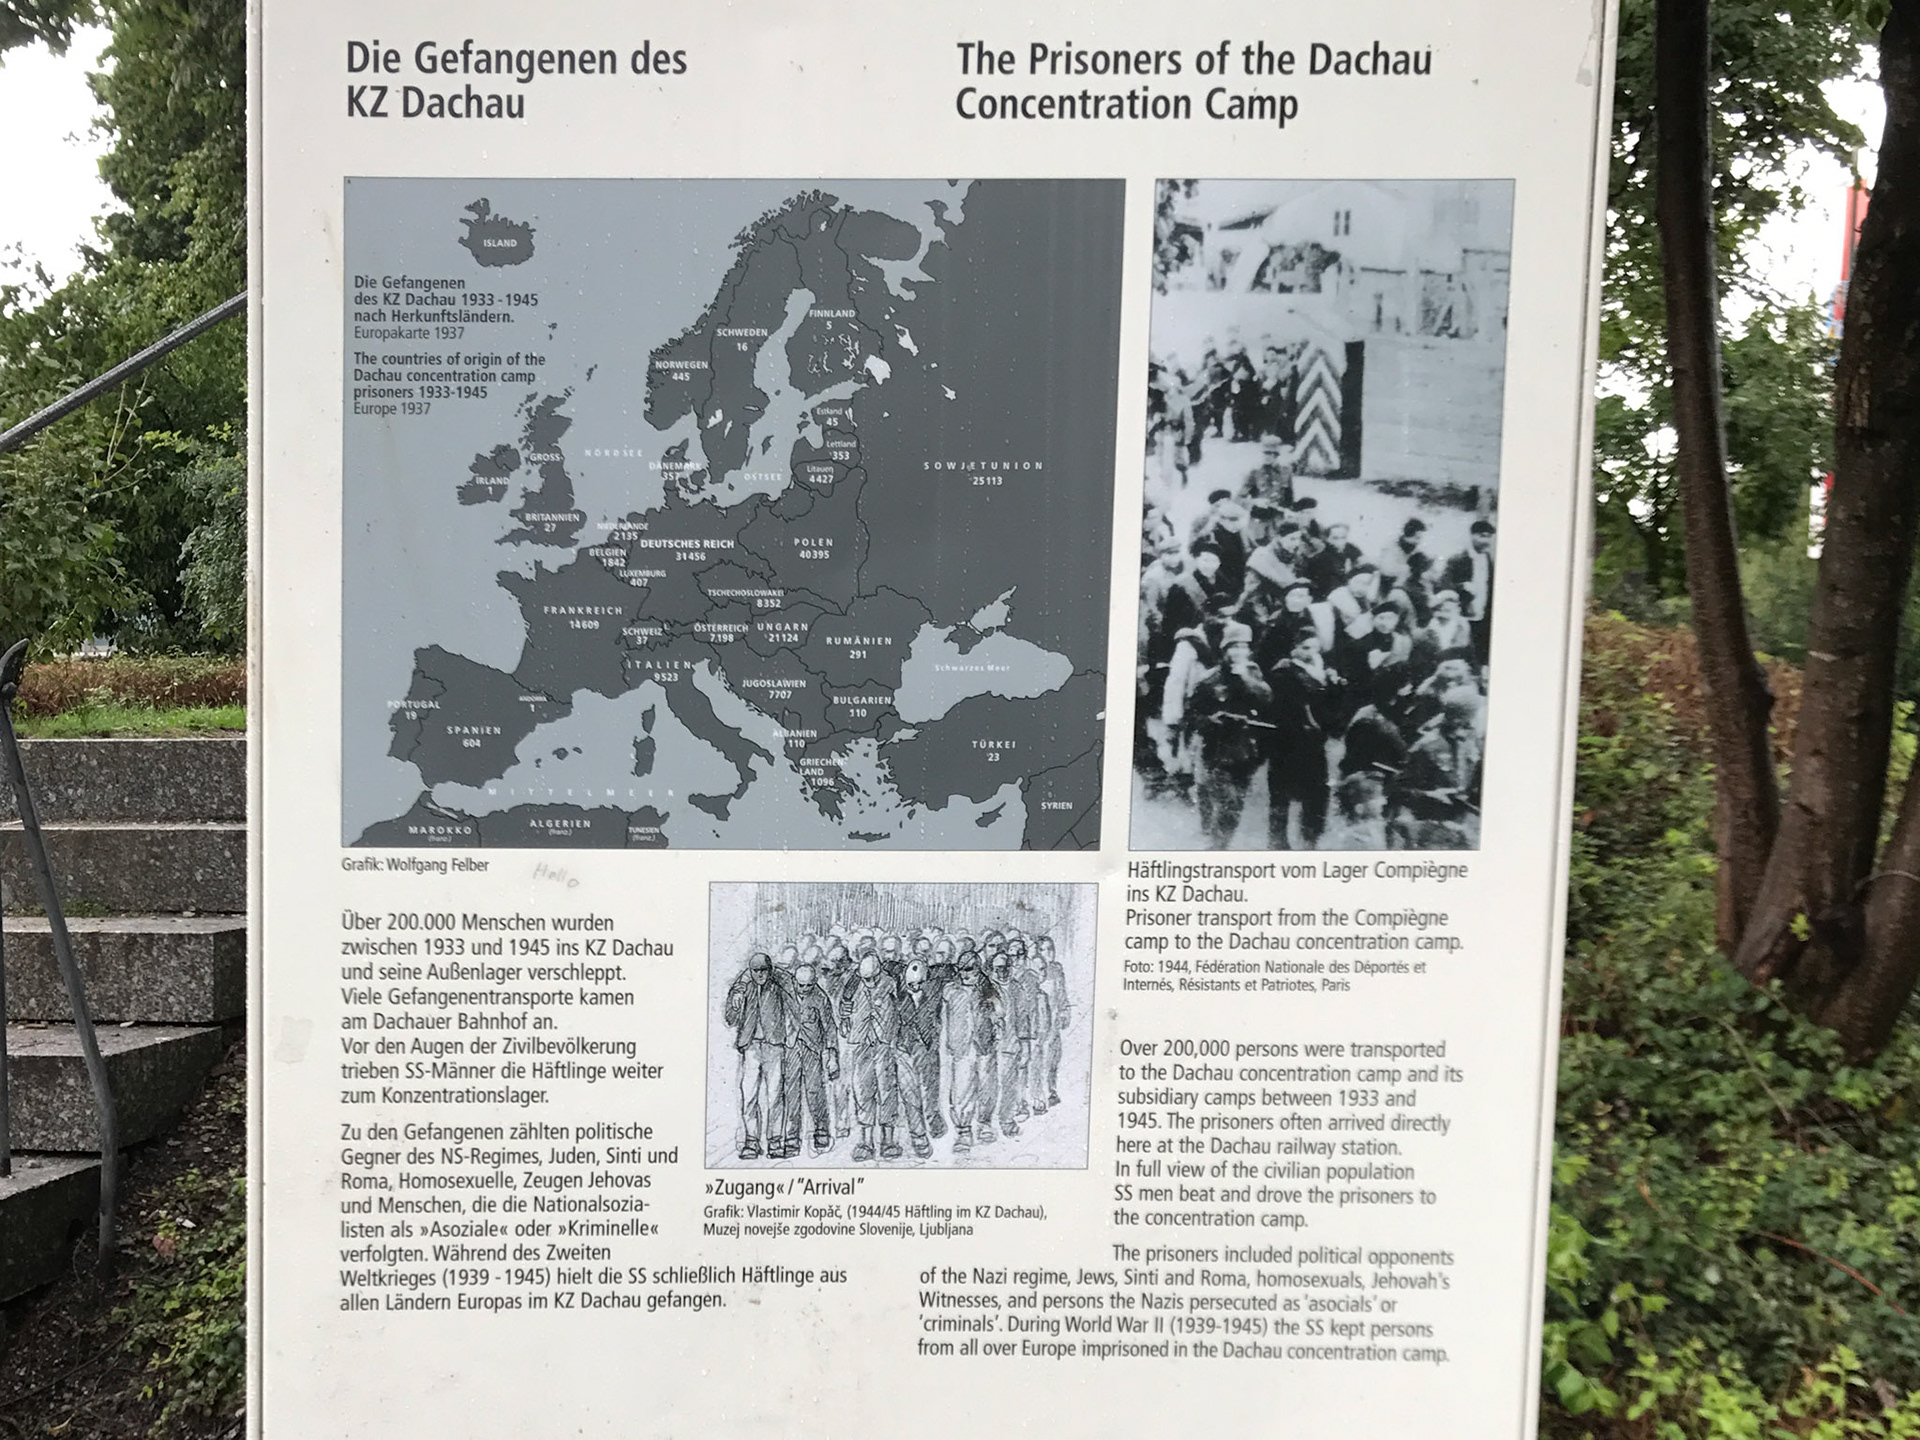 Die Gefangenen des
KZ Dachau
The Prisoners of the Dachau
Concentration Camp
Die Gefangenen
des KZ Dachau 1933 - 1945
nach Herkunftsländern.
Europakarte 1937
The countries of origin of the
Dachau concentration camp
prisoners 1933-1945
Europe 1937
ISLAND
FINNLAND
5
SCHWEDEN
16
NORWEGEN
445
Estland
45
Lettland
353
Litauen
4427
NORDSEE
DÄNEMARK
357
OSTSEE
SOWJETUNION
25113
GROSS-
BRITANNIEN
27
IRLAND
1
NIEDERLANDE
2135
BELGIEN
1842
LUXEMBURG
407
DEUTSCHES REICH
31456
POLEN
40395
TSCHECHOSLOWAKEI
8352
FRANKREICH
14609
SCHWEIZ
37
ÖSTERREICH
7198
UNGARN
21124
RUMÄNIEN
291
ITALIEN
9523
JUGOSLAWIEN
7707
Schwarzes Meer
BULGARIEN
110
PORTUGAL
19
SPANIEN
604
ANDORRA
1
ALBANIEN
110
GRIECHEN-
LAND
1096
TÜRKEI
23
MITTELMEER
SYRIEN
MAROKKO
(franz.)
ALGERIEN
(franz.)
TUNESIEN
(franz.)
Grafik: Wolfgang Felber
Hallo
Über 200.000 Menschen wurden
zwischen 1933 und 1945 ins KZ Dachau
und seine Außenlager verschleppt.
Viele Gefangenentransporte kamen
am Dachauer Bahnhof an.
Vor den Augen der Zivilbevölkerung
trieben SS-Männer die Häftlinge weiter
zum Konzentrationslager.
Zu den Gefangenen zählten politische
Gegner des NS-Regimes, Juden, Sinti und
Roma, Homosexuelle, Zeugen Jehovas
und Menschen, die die Nationalsozia-
listen als »Asoziale« oder »Kriminelle«
verfolgten. Während des Zweiten
Weltkrieges (1939 - 1945) hielt die SS schließlich Häftlinge aus
allen Ländern Europas im KZ Dachau gefangen.
»Zugang« / "Arrival"
Grafik: Vlastimir Kopăč, (1944/45 Häftling im KZ Dachau),
Muzej novejše zgodovine Slovenije, Ljubljana
Häftlingstransport vom Lager Compiègne
ins KZ Dachau.
Prisoner transport from the Compiègne
camp to the Dachau concentration camp.
Foto: 1944, Fédération Nationale des Déportés et
Internés, Résistants et Patriotes, Paris
Over 200,000 persons were transported
to the Dachau concentration camp and its
subsidiary camps between 1933 and
1945. The prisoners often arrived directly
here at the Dachau railway station.
In full view of the civilian population
SS men beat and drove the prisoners to
the concentration camp.
The prisoners included political opponents
of the Nazi regime, Jews, Sinti and Roma, homosexuals, Jehovah's
Witnesses, and persons the Nazis persecuted as 'asocials' or
'criminals'. During World War II (1939-1945) the SS kept persons
from all over Europe imprisoned in the Dachau concentration camp.